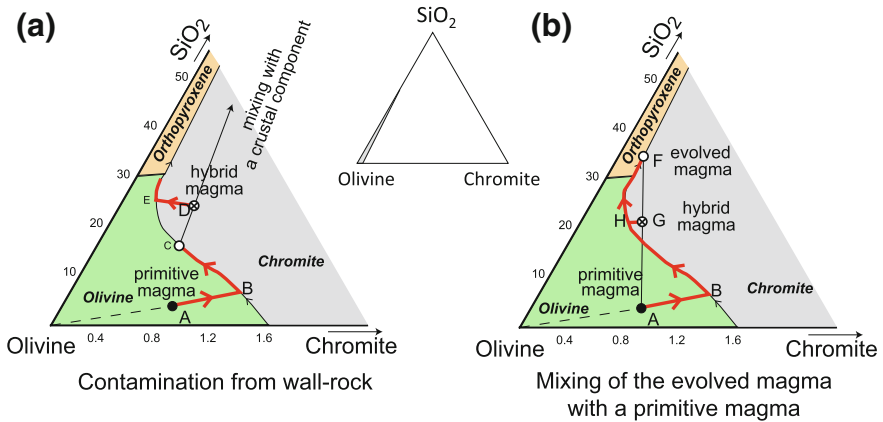 (a)
SiO2
50
40
30
20
10
Orthopyroxene
mixing with
a crustal component
hybrid
magma
D
E
C
B
primitive
magma
Olivine
A
Chromite
Olivine
0.4
0.8
1.2
1.6
Chromite
Contamination from wall-rock
SiO2
Olivine
Chromite
(b)
SiO2
50
40
30
20
10
Orthopyroxene
F
evolved
magma
H
G
hybrid
magma
primitive
magma
B
Olivine
A
Chromite
Olivine
0.4
0.8
1.2
1.6
Chromite
Mixing of the evolved magma
with a primitive magma